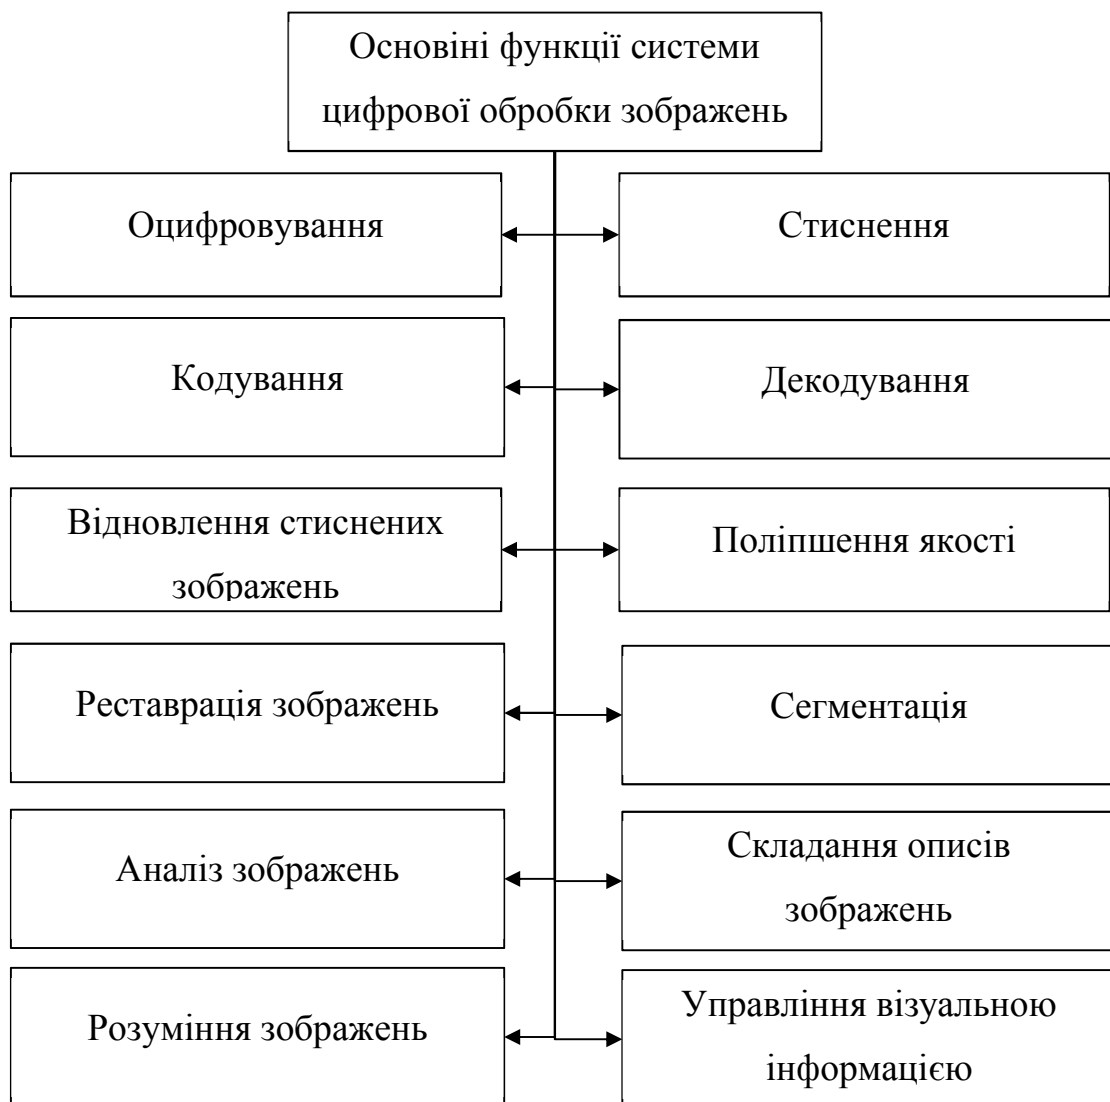 Основіні функції системи
цифрової обробки зображень
Оцифровування
Стиснення
Кодування
Декодування
Відновлення стиснених
зображень
Поліпшення якості
Реставрація зображень
Сегментація
Аналіз зображень
Складання описів
зображень
Розуміння зображень
Управління візуальною
інформацією